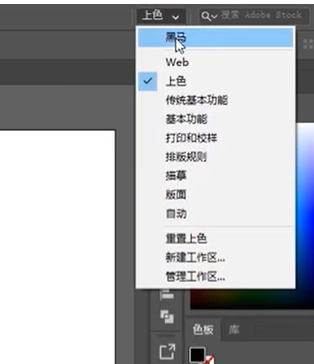 上色
搜索 Adobe Stock
黑马
Web
上色
传统基本功能
基本功能
打印和校样
排版规则
描摹
版面
自动
重置上色
新建工作区...
管理工作区...
色板 库